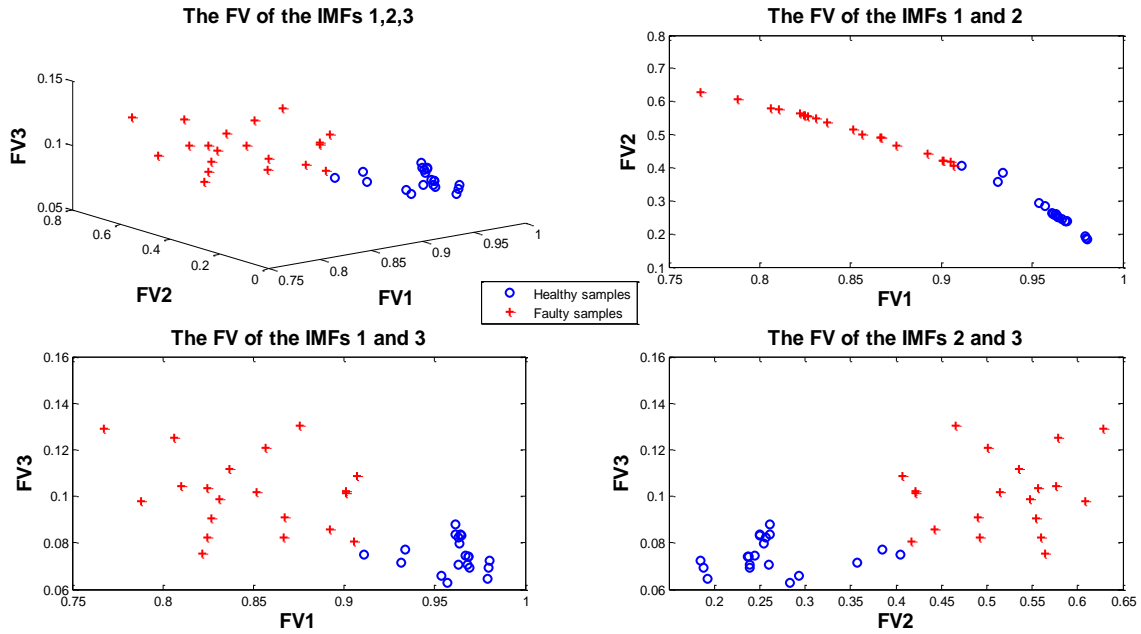 The FV of the IMFs 1,2,3
0.15
0.1
0.05
FV3
0.8
0.6
0.4
0.2
0
FV2
0.75
0.8
0.85
0.9
0.95
1
FV1
The FV of the IMFs 1 and 2
0.8
0.7
0.6
0.5
0.4
0.3
0.2
0.1
FV2
0.75 0.8 0.85 0.9 0.95 1
FV1
Healthy samples
Faulty samples
The FV of the IMFs 1 and 3
0.16
0.14
0.12
0.1
0.08
0.06
FV3
0.75 0.8 0.85 0.9 0.95 1
FV1
The FV of the IMFs 2 and 3
0.16
0.14
0.12
0.1
0.08
0.06
FV3
0.2 0.25 0.3 0.35 0.4 0.45 0.5 0.55 0.6 0.65
FV2